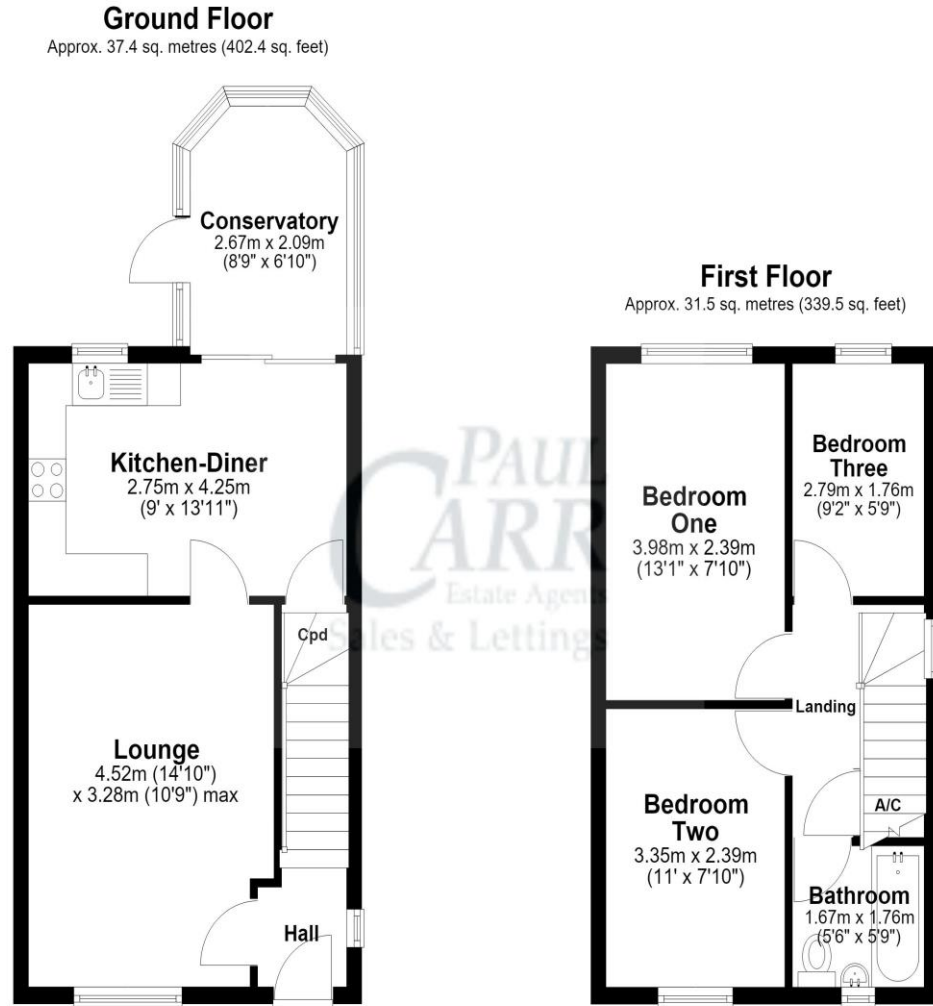 Ground Floor
Approx. 37.4 sq. metres (402.4 sq. feet)
Conservatory
2.67m x 2.09m
(8'9" x 6'10")
Kitchen-Diner
2.75m x 4.25m
(9' x 13'11")
Cpd
Lounge
4.52m (14'10")
x 3.28m (10'9") max
Hall
First Floor
Approx. 31.5 sq. metres (339.5 sq. feet)
Bedroom
One
3.98m x 2.39m
(13'1" x 7'10")
Bedroom
Three
2.79m x 1.76m
(9'2" x 5'9")
Landing
A/C
Bedroom
Two
3.35m x 2.39m
(11' x 7'10")
Bathroom
1.67m x 1.76m
(5'6" x 5'9")
PAUL
CARR
Estate Agents
Sales & Lettings